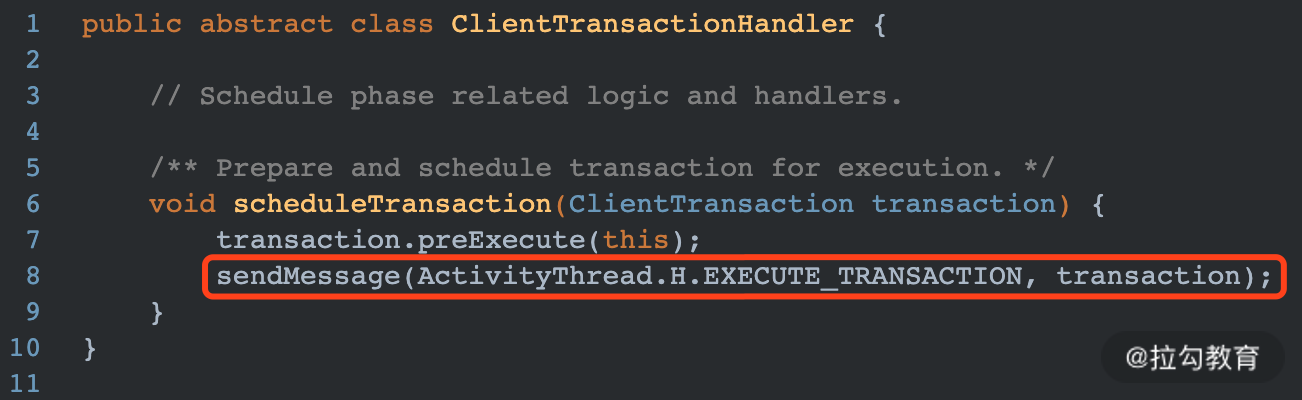 1 public abstract class ClientTransactionHandler {
2
3 // Schedule phase related logic and handlers.
4
5 /** Prepare and schedule transaction for execution. */
6 void scheduleTransaction(ClientTransaction transaction) {
7 transaction.preExecute(this);
8 sendMessage(ActivityThread.H.EXECUTE_TRANSACTION, transaction);
9 }
10 }
11
@拉勾教育